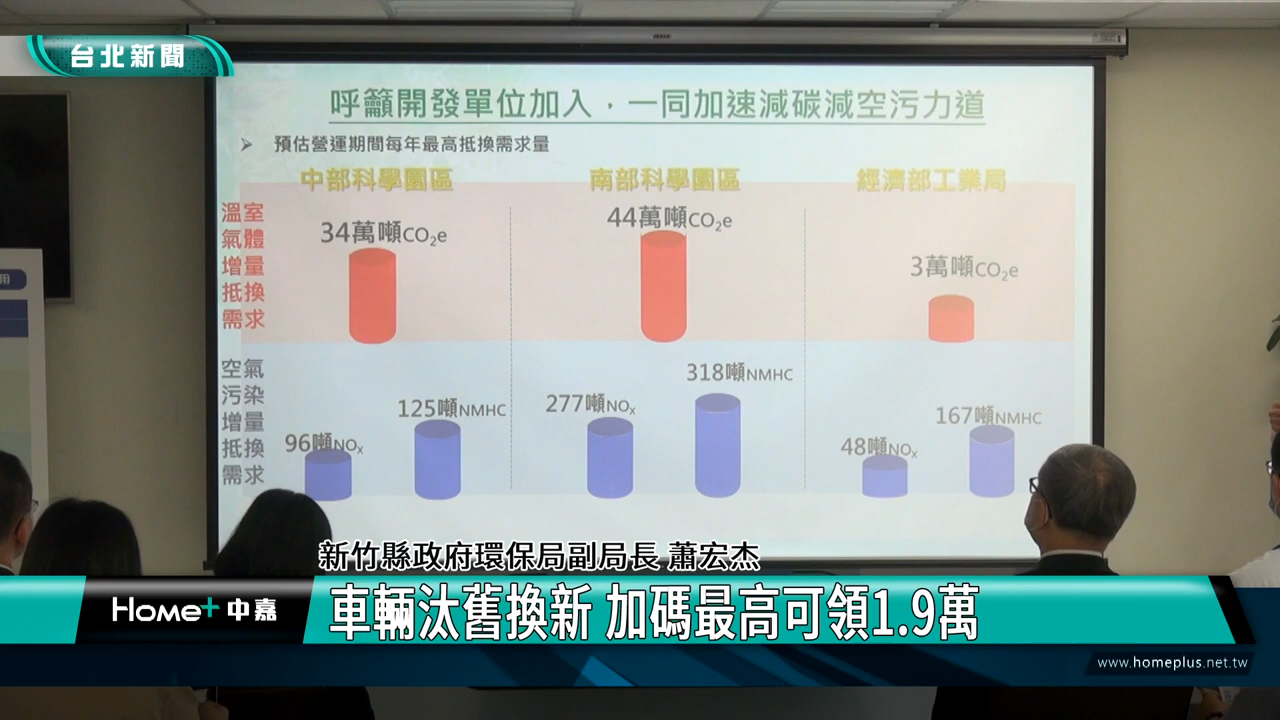 台北新聞
呼籲開發單位加入，一同加速減碳減空污力道
➢ 預估營運期間每年最高抵換需求量
中部科學園區 南部科學園區 經濟部工業局
溫室
氣體
增量
抵換
需求
34萬噸CO₂e 44萬噸CO₂e 3萬噸CO₂e
空氣
污染
增量
抵換
需求
96噸NOₓ 125噸NMHC 277噸NOₓ 318噸NMHC 48噸NOₓ 167噸NMHC
用
新竹縣政府環保局副局長 蕭宏杰
Home+中嘉
車輛汰舊換新 加碼最高可領1.9萬
www.homeplus.net.tw